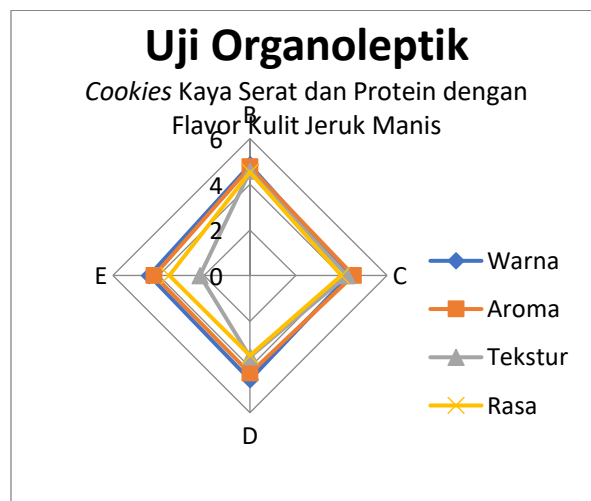 Uji Organoleptik
Cookies Kaya Serat dan Protein dengan
Flavor Kulit Jeruk Manis
B
6
4
2
0
E
C
D
Warna
Aroma
Tekstur
Rasa